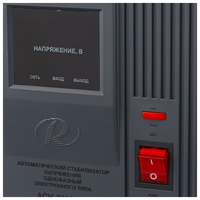 НАПРЯЖЕНИЕ, В
СЕТЬ ВХОД ВЫХОД
АВТОМАТИЧЕСКИЙ СТАБИЛИЗАТОР
НАПРЯЖЕНИЯ
ОДНОФАЗНЫЙ
ЭЛЕКТРОННОГО ТИПА